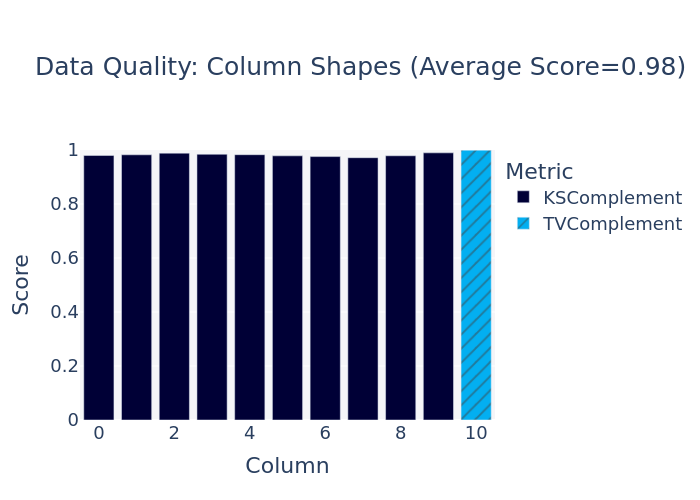 Data Quality: Column Shapes (Average Score=0.98)
Metric
KSComplement
TVComplement
1
0.8
0.6
0.4
0.2
0
Score
0 2 4 6 8 10
Column